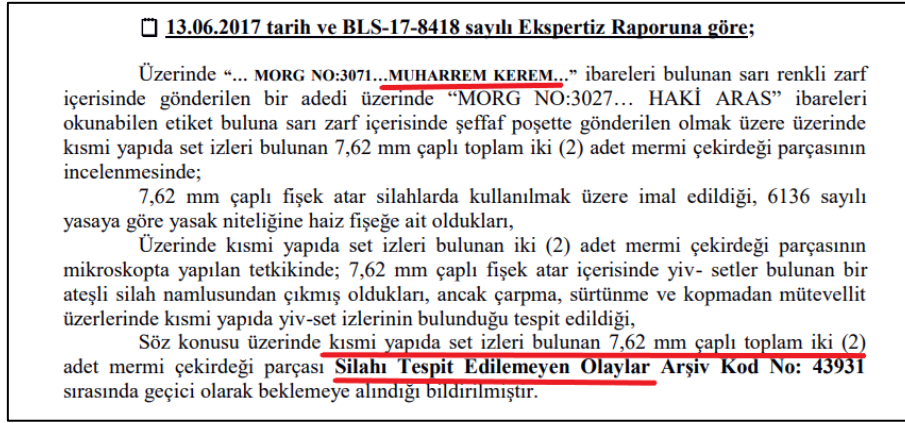 13.06.2017 tarih ve BLS-17-8418 sayılı Ekspertiz Raporuna göre;
Üzerinde “... MORG NO:3071...MUHARREM KEREM...” ibareleri bulunan sarı renkli zarf
içerisinde gönderilen bir adedi üzerinde “MORG NO:3027… HAKİ ARAS” ibareleri
okunabilen etiket buluna sarı zarf içerisinde şeffaf poşette gönderilen olmak üzere üzerinde
kısmi yapıda set izleri bulunan 7,62 mm çaplı toplam iki (2) adet mermi çekirdeği parçasının
incelenmesinde;
7,62 mm çaplı fişek atar silahlarda kullanılmak üzere imal edildiği, 6136 sayılı
yasaya göre yasak niteliğine haiz fişeğe ait oldukları,
Üzerinde kısmi yapıda set izleri bulunan iki (2) adet mermi çekirdeği parçasının
mikroskopta yapılan tetkikinde; 7,62 mm çaplı fişek atar içerisinde yiv- setler bulunan bir
ateşli silah namlusundan çıkmış oldukları, ancak çarpma, sürtünme ve kopmadan mütevellit
üzerlerinde kısmi yapıda yiv-set izlerinin bulunduğu tespit edildiği,
Söz konusu üzerinde kısmi yapıda set izleri bulunan 7,62 mm çaplı toplam iki (2)
adet mermi çekirdeği parçası Silahı Tespit Edilemeyen Olaylar Arşiv Kod No: 43931
sırasında geçici olarak beklemeye alındığı bildirilmiştir.